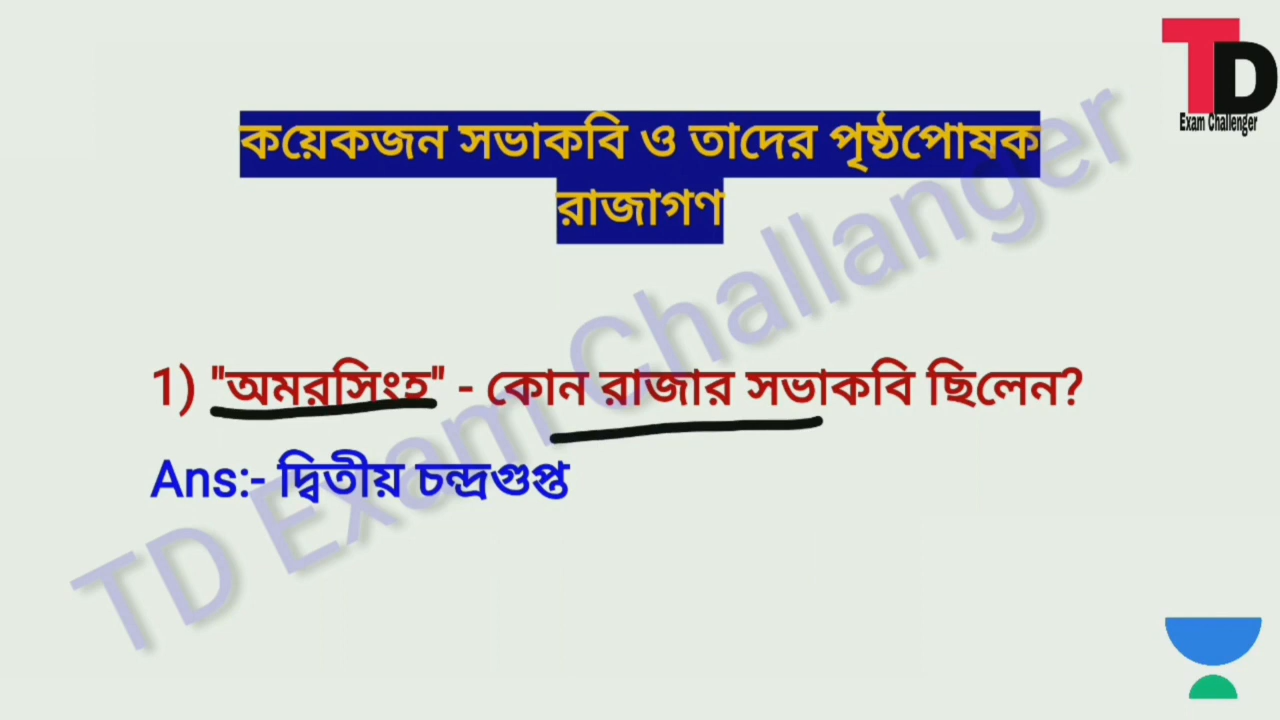 TD
Exam Challenger
কয়েকজন সভাকবি ও তাদের পৃষ্ঠপোষক
রাজাগণ
1) "অমরসিংহ" - কোন রাজার সভাকবি ছিলেন?
Ans:- দ্বিতীয় চন্দ্রগুপ্ত
TD Exam Challanger